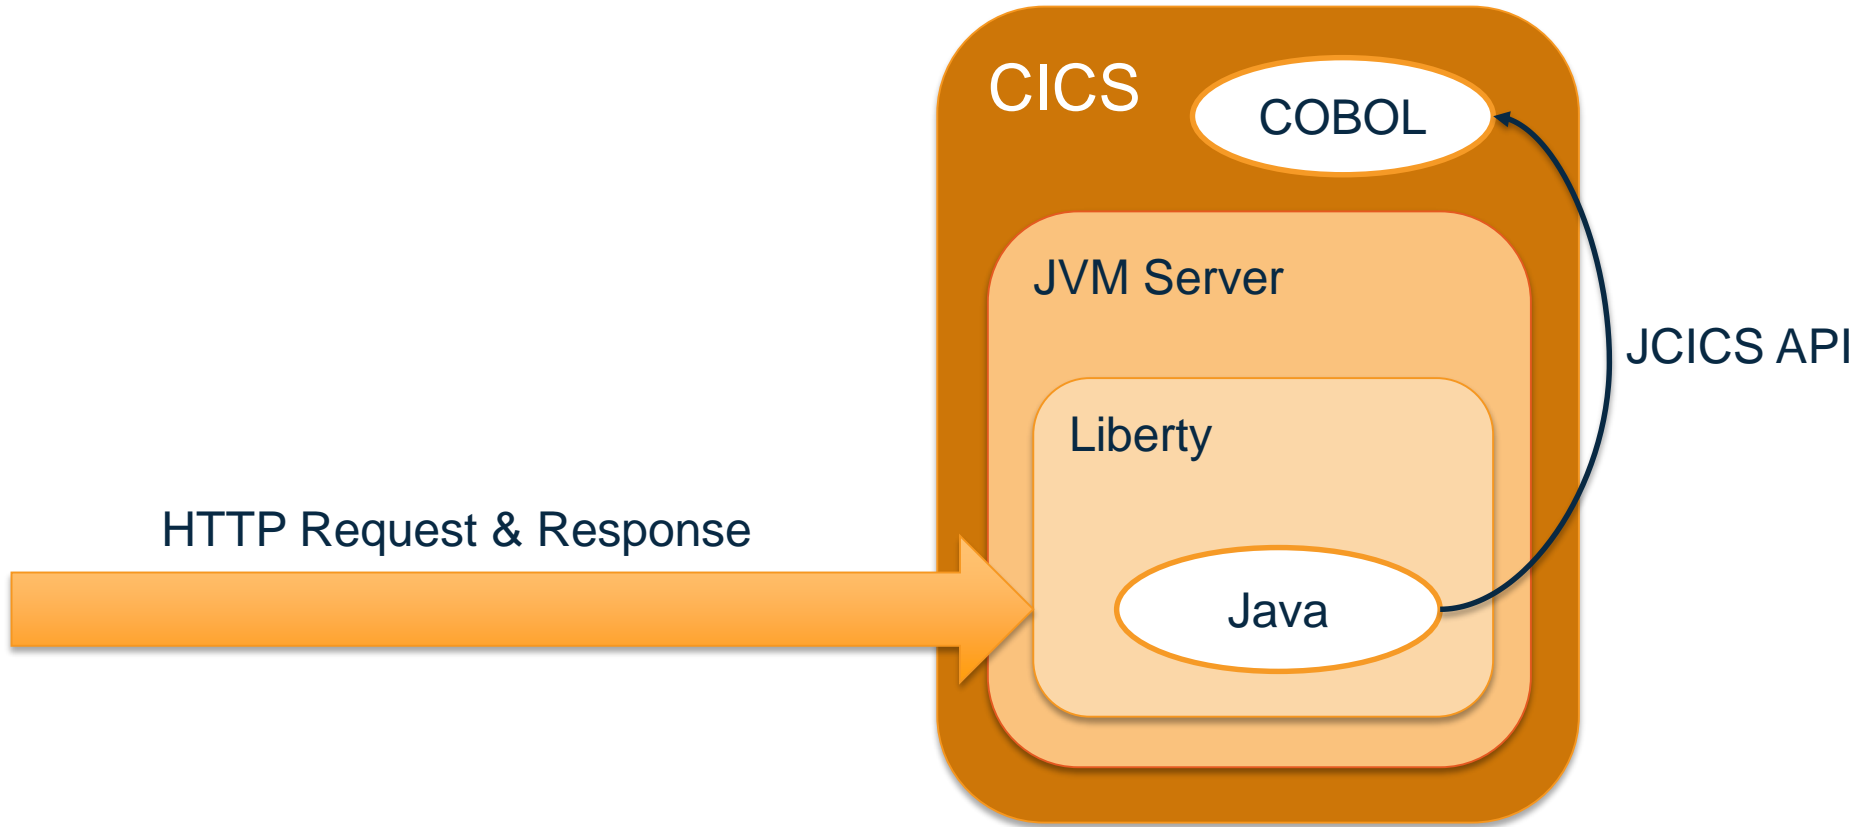 CICS
COBOL
JVM Server
JCICS API
Liberty
HTTP Request & Response
Java